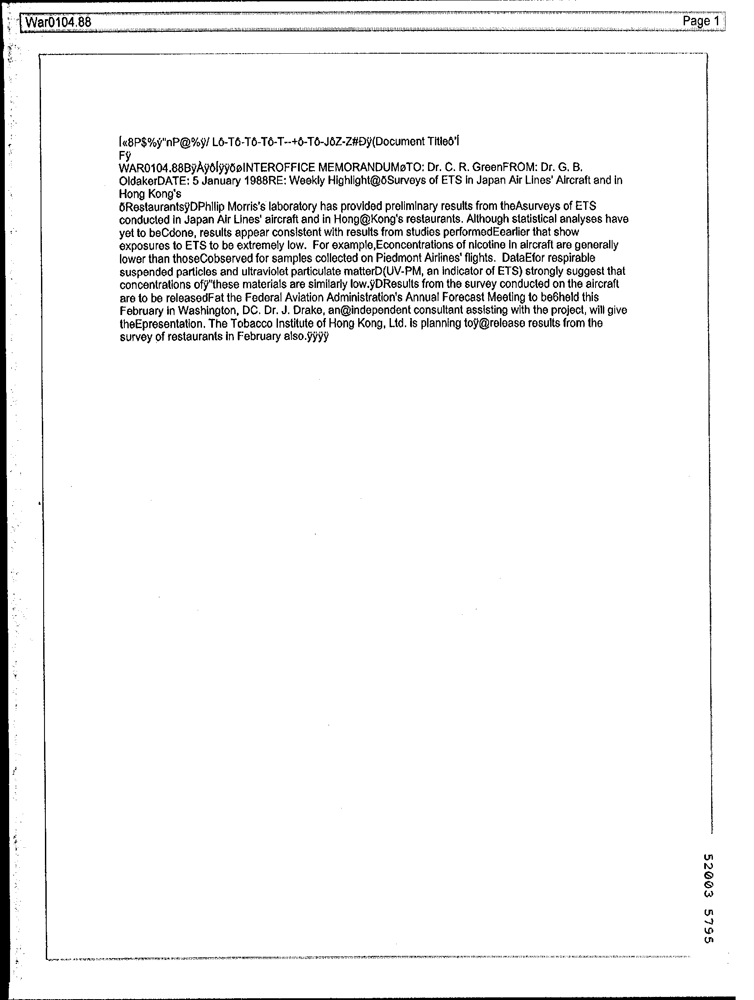 War0104.88
Page 1
Í«8P$%ÿ"nP@%ÿ/ Lô-Tô-Tô-Tô-T--+ô-Tô-JôZ-Z#Ðÿ(Document Titleô'Í
Fÿ
WAR0104.88BÿÀÿôÍÿÿôøINTEROFFICE MEMORANDUMøTO: Dr. C. R. GreenFROM: Dr. G. B.
OldakerDATE: 5 January 1988RE: Weekly Highlight@ôSurveys of ETS in Japan Air Lines' Aircraft and in
Hong Kong's
ôRestaurantsÿDPhilip Morris's laboratory has provided preliminary results from theAsurveys of ETS
conducted in Japan Air Lines' aircraft and in Hong@Kong's restaurants. Although statistical analyses have
yet to beCdone, results appear consistent with results from studies performedEearlier that show
exposures to ETS to be extremely low.  For example,Econcentrations of nicotine in aircraft are generally
lower than thoseCobserved for samples collected on Piedmont Airlines' flights.  DataEfor respirable
suspended particles and ultraviolet particulate matterD(UV-PM, an indicator of ETS) strongly suggest that
concentrations ofÿ"these materials are similarly low.ÿDResults from the survey conducted on the aircraft
are to be releasedFat the Federal Aviation Administration's Annual Forecast Meeting to be6held this
February in Washington, DC. Dr. J. Drake, an@independent consultant assisting with the project, will give
theEpresentation. The Tobacco Institute of Hong Kong, Ltd. is planning toÿ@release results from the
survey of restaurants in February also.ÿÿÿÿ
52003 5795